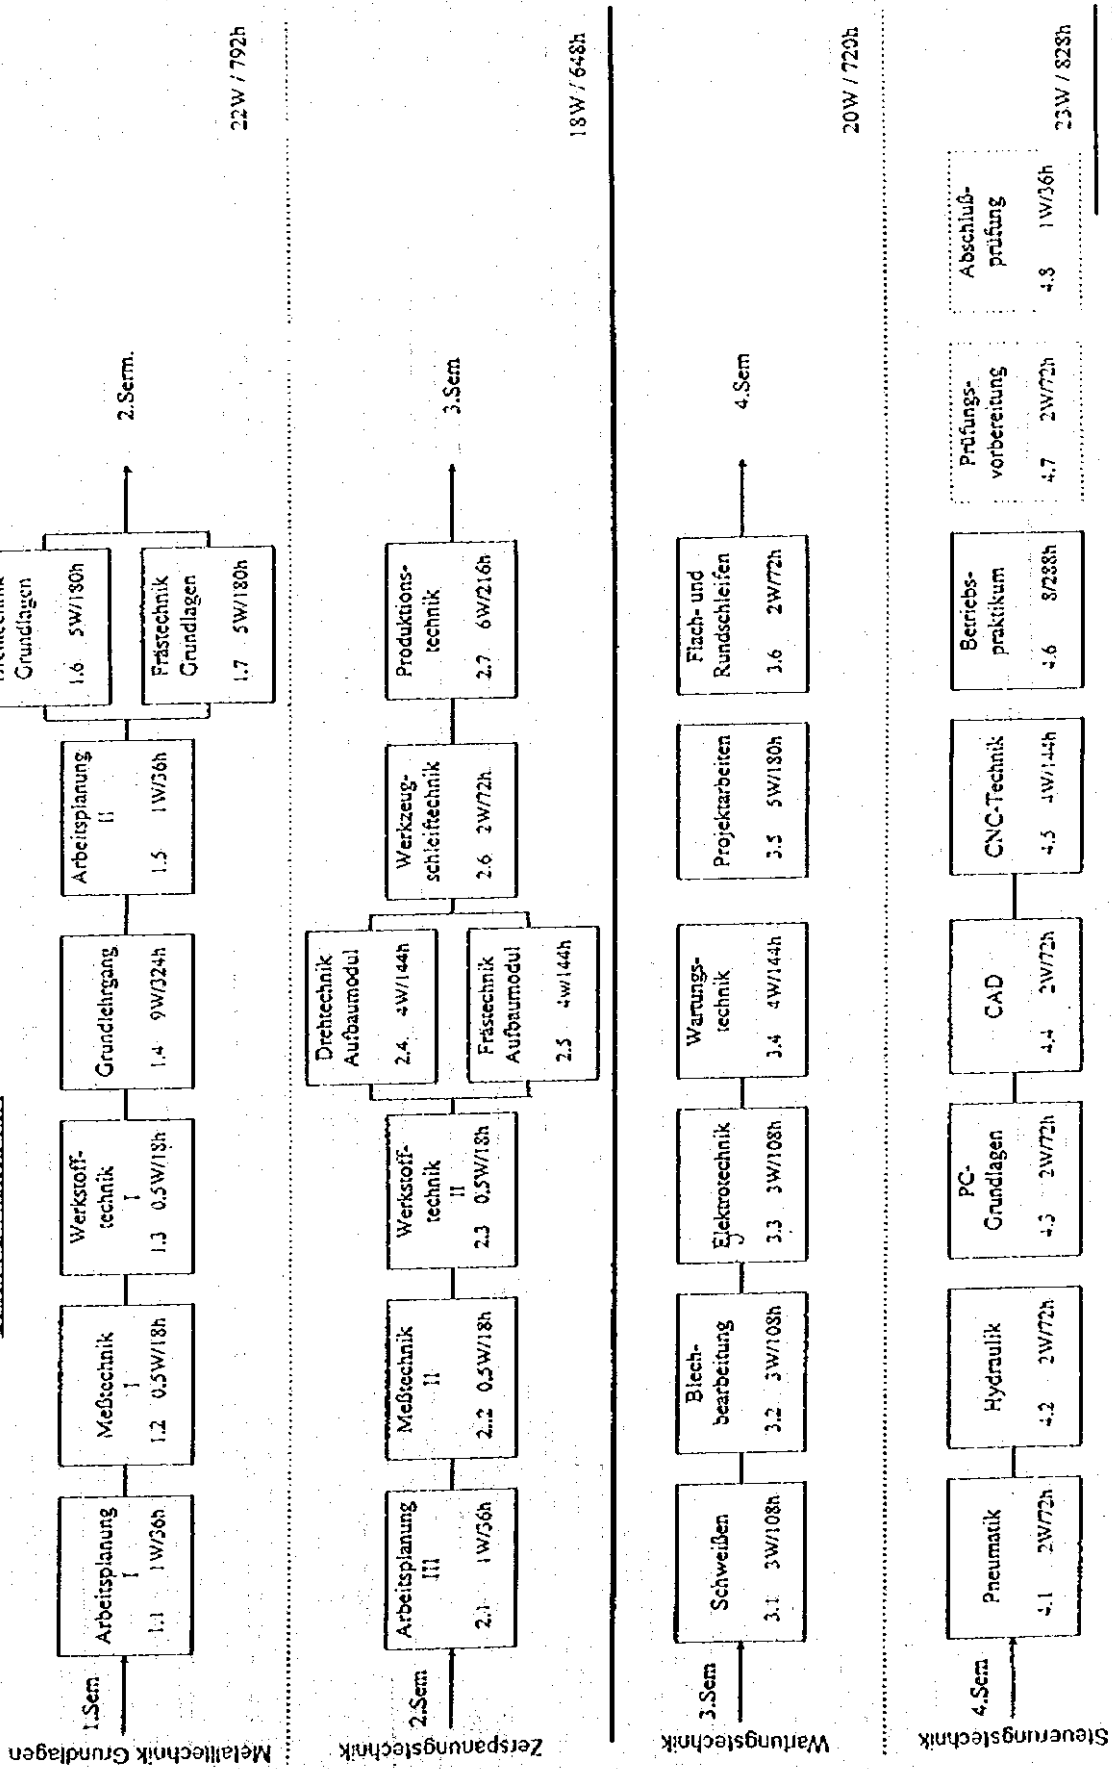 Metalltechnik Grundlagen
1.Sem
Arbeitsplanung
I
1.1 1W/36h
Meßtechnik
I
1.2 0.5W/18h
Werkstoff-
technik
I
1.3 0.5W/18h
Grundlehrgang
1.4 9W/324h
Arbeitsplanung
II
1.5 1W/36h
Grundlagen
1.6 5W/180h
Frästechnik
Grundlagen
1.7 5W/180h
2.Serm.
22W / 792h
Zerspanungstechnik
2.Sem
Arbeitsplanung
III
2.1 1W/36h
Meßtechnik
II
2.2 0.5W/18h
Werkstoff-
technik
II
2.3 0.5W/18h
Drehtechnik
Aufbaumodul
2.4 4W/144h
Frästechnik
Aufbaumodul
2.5 4W/144h
Werkzeug-
schleiftechnik
2.6 2W/72h
Produktions-
technik
2.7 6W/216h
3.Sem
18W / 648h
Wartungstechnik
3.Sem
Schweißen
3.1 3W/108h
Blech-
bearbeitung
3.2 3W/108h
Elektrotechnik
3.3 3W/108h
Wartungs-
technik
3.4 4W/144h
Projektarbeiten
3.5 5W/180h
Flach- und
Rundschleifen
3.6 2W/72h
4.Sem
20W / 720h
Steuerungstechnik
4.Sem
Pneumatik
4.1 2W/72h
Hydraulik
4.2 2W/72h
PC-
Grundlagen
4.3 2W/72h
CAD
4.4 2W/72h
CNC-Technik
4.5 4W/144h
Betriebs-
praktikum
4.6 8/288h
Prüfungs-
vorbereitung
4.7 2W/72h
Abschluß-
prüfung
4.8 1W/36h
23W / 828h